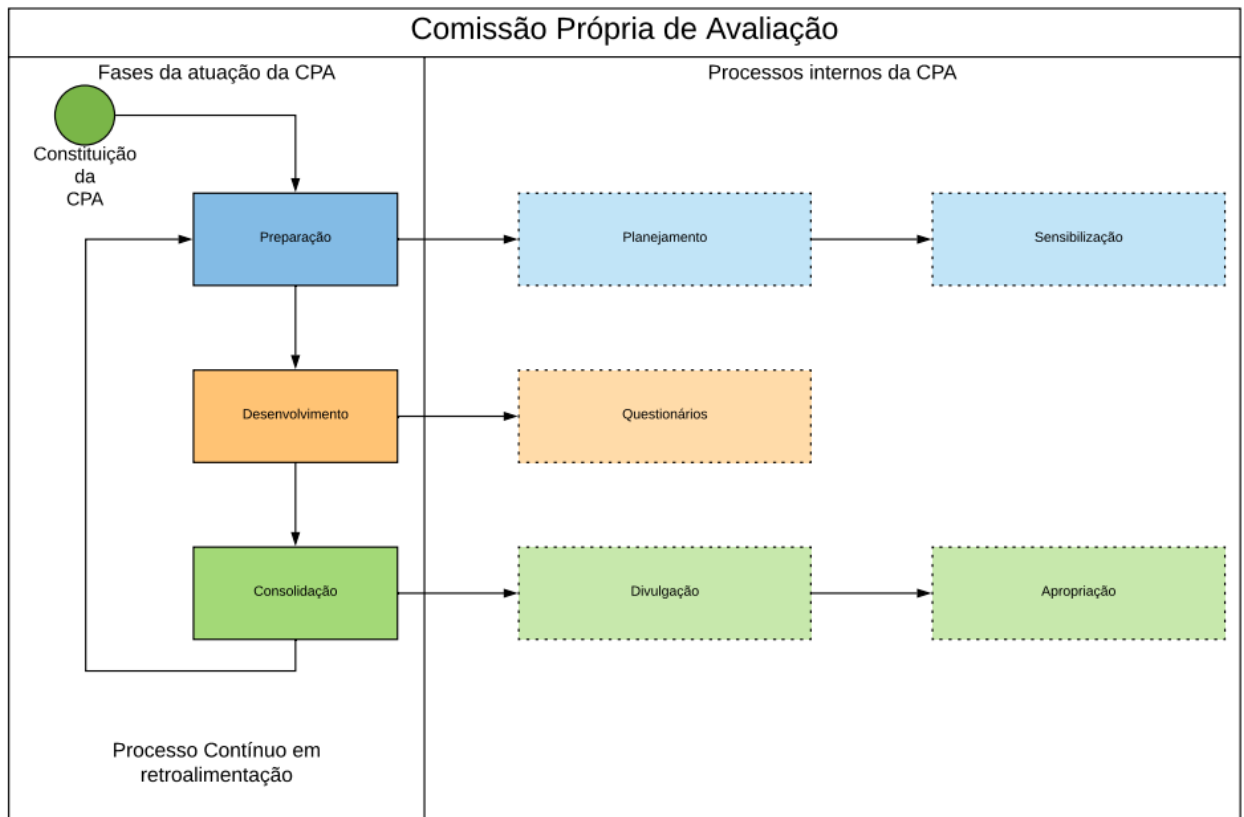 Comissão Própria de Avaliação
Fases da atuação da CPA
Processos internos da CPA
Constituição
da
CPA
Preparação
Planejamento
Sensibilização
Desenvolvimento
Questionários
Consolidação
Divulgação
Apropriação
Processo Contínuo em
retroalimentação